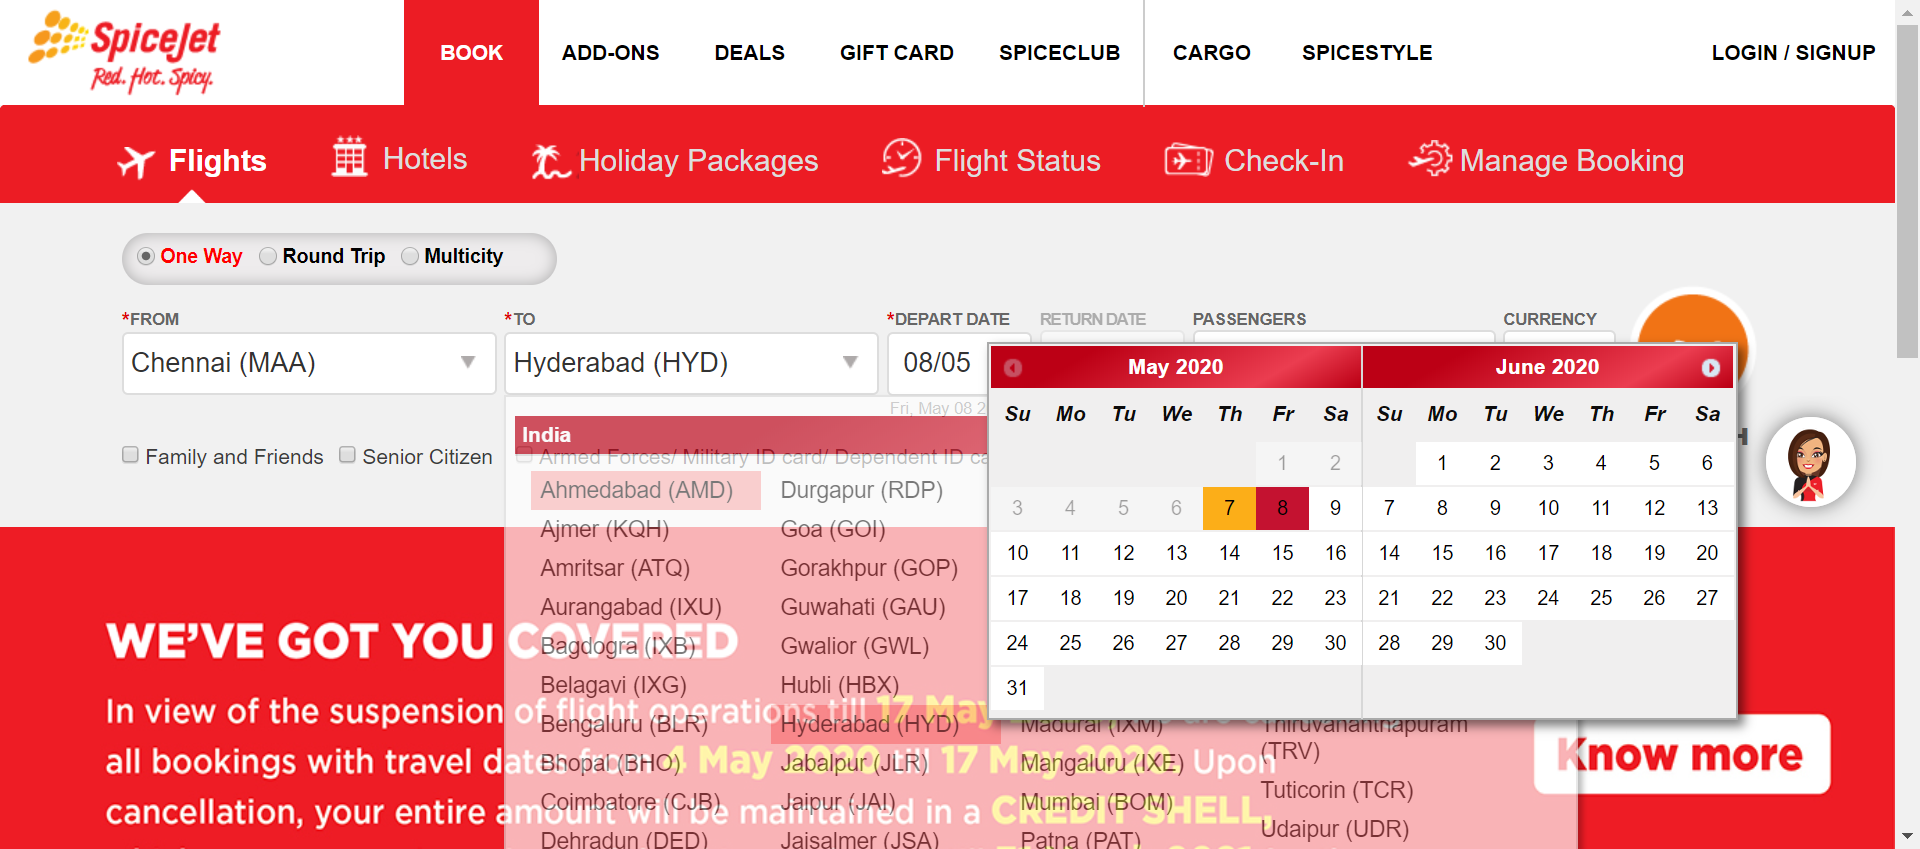 SpiceJet
Red. Hot. Spicy.
BOOK
ADD-ONS
DEALS
GIFT CARD
SPICECLUB
CARGO
SPICESTYLE
LOGIN / SIGNUP
Flights
Hotels
Holiday Packages
Flight Status
Check-In
Manage Booking
One Way
Round Trip
Multicity
*FROM
*TO
*DEPART DATE
RETURN DATE
PASSENGERS
CURRENCY
Chennai (MAA)
Hyderabad (HYD)
08/05
Fri, May 08 2
Family and Friends
Senior Citizen
Armed Forces/ Military ID card/ Dependent ID ca
H
India
Ahmedabad (AMD)
Ajmer (KQH)
Amritsar (ATQ)
Aurangabad (IXU)
Bagdogra (IXB)
Belagavi (IXG)
Bengaluru (BLR)
Bhopal (BHO)
Coimbatore (CJB)
Dehradun (DED)
Durgapur (RDP)
Goa (GOI)
Gorakhpur (GOP)
Guwahati (GAU)
Gwalior (GWL)
Hubli (HBX)
Hyderabad (HYD)
Jabalpur (JLR)
Jaipur (JAI)
Jaisalmer (JSA)
Madurai (IXM)
Mangaluru (IXE)
Mumbai (BOM)
Patna (PAT)
Thiruvananthapuram
(TRV)
Tuticorin (TCR)
Udaipur (UDR)
May 2020
Su Mo Tu We Th Fr Sa
1 2
3 4 5 6 7 8 9
10 11 12 13 14 15 16
17 18 19 20 21 22 23
24 25 26 27 28 29 30
31
June 2020
Su Mo Tu We Th Fr Sa
1 2 3 4 5 6
7 8 9 10 11 12 13
14 15 16 17 18 19 20
21 22 23 24 25 26 27
28 29 30
WE'VE GOT YOU COVERED
In view of the suspension of flight operations till 17 May
all bookings with travel dates from 4 May 2020 till 17 May 2020. Upon
cancellation, your entire amount will be maintained in a CREDIT SHELL,
Know more